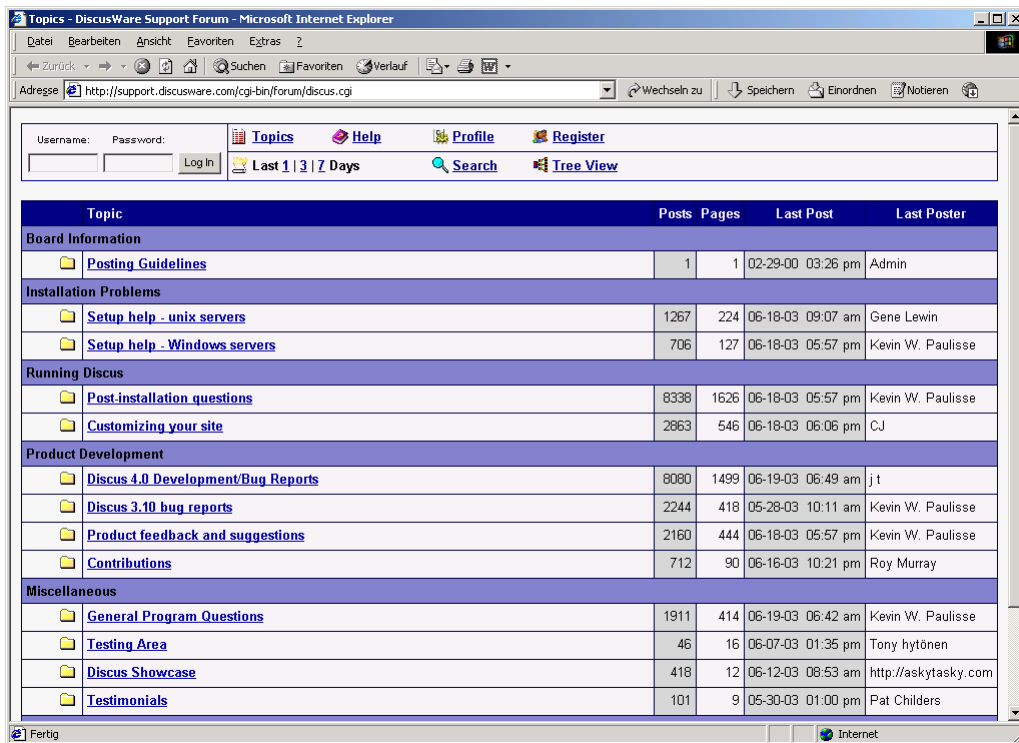 Topics - DiscusWare Support Forum - Microsoft Internet Explorer
Datei Bearbeiten Ansicht Favoriten Extras ?
Zurück Suchen Favoriten Verlauf
Adresse http://support.discusware.com/cgi-bin/forum/discus.cgi Wechseln zu Speichern Einordnen Notieren
Username: Password: Topics Help Profile Register
Log In Last 1 | 3 | 7 Days Search Tree View
Topic Posts Pages Last Post Last Poster
Board Information
Posting Guidelines 1 1 02-29-00 03:26 pm Admin
Installation Problems
Setup help - unix servers 1267 224 06-18-03 09:07 am Gene Lewin
Setup help - Windows servers 706 127 06-18-03 05:57 pm Kevin W. Paulisse
Running Discus
Post-installation questions 8338 1626 06-18-03 05:57 pm Kevin W. Paulisse
Customizing your site 2863 546 06-18-03 06:06 pm CJ
Product Development
Discus 4.0 Development/Bug Reports 8080 1499 06-19-03 06:49 am j t
Discus 3.10 bug reports 2244 418 05-28-03 10:11 am Kevin W. Paulisse
Product feedback and suggestions 2160 444 06-18-03 05:57 pm Kevin W. Paulisse
Contributions 712 90 06-16-03 10:21 pm Roy Murray
Miscellaneous
General Program Questions 1911 414 06-19-03 06:42 am Kevin W. Paulisse
Testing Area 46 16 06-07-03 01:35 pm Tony hytönen
Discus Showcase 418 12 06-12-03 08:53 am http://askytasky.com
Testimonials 101 9 05-30-03 01:00 pm Pat Childers
Fertig Internet